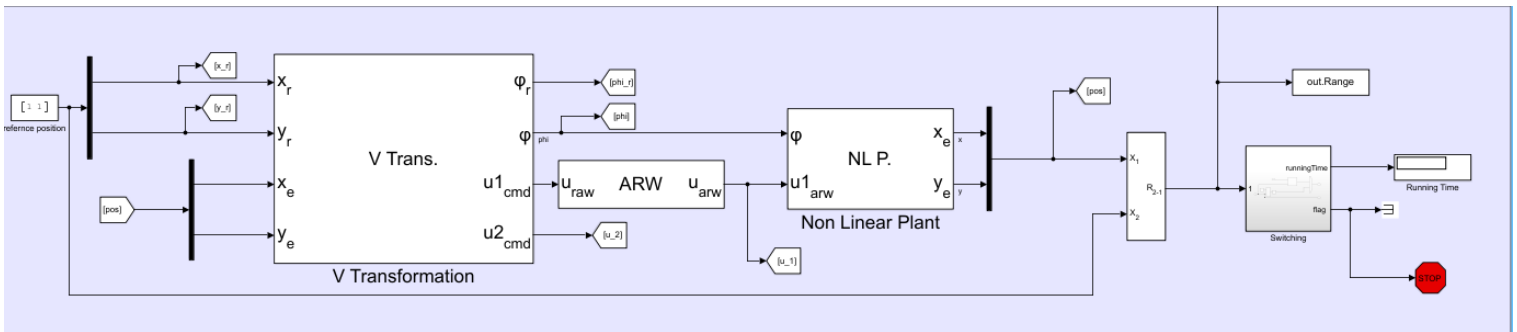 [1 1]
refernce position
[x_r]
[y_r]
[pos]
x_r
y_r
x_e
y_e
V Trans.
φ_r
φ
u1_cmd
u2_cmd
V Transformation
[phi_r]
[phi]
phi
u_raw
ARW
u_arw
[u_2]
[u_1]
φ
u1_arw
NL P.
x_e
y_e
Non Linear Plant
x
y
[pos]
X_1
X_2
R_2-1
out.Range
1
runningTime
flag
Switching
Running Time
STOP